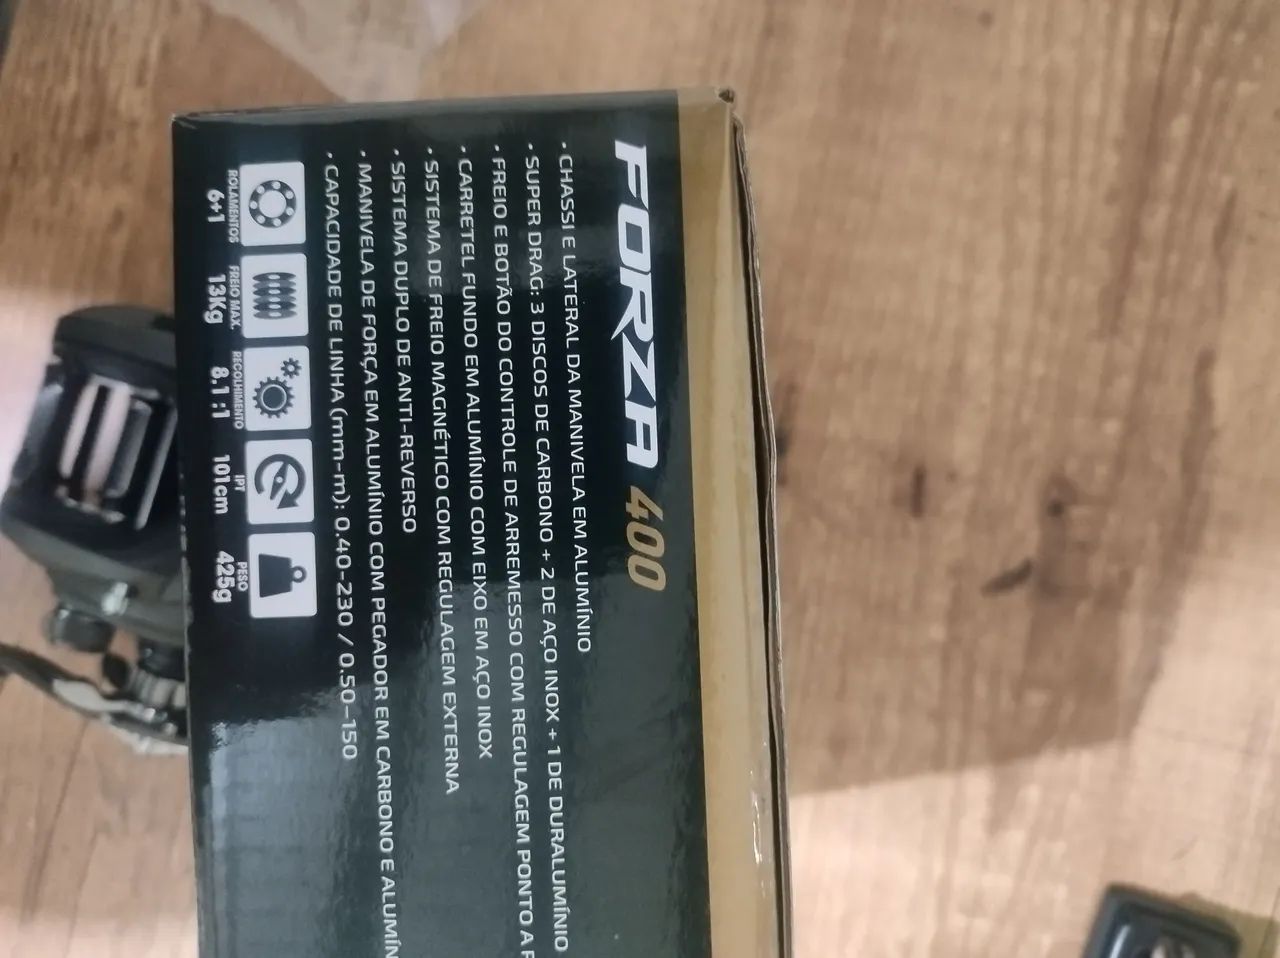 FORZA 400
• CHASSI E LATERAL DA MANIVELA EM ALUMÍNIO
• SUPER DRAG: 3 DISCOS DE CARBONO + 2 DE AÇO INOX + 1 DE DURALUMÍNIO
• FREIO E BOTÃO DO CONTROLE DE ARREMESSO COM REGULAGEM PONTO A
• CARRETEL FUNDO EM ALUMÍNIO COM EIXO EM AÇO INOX
• SISTEMA DE FREIO MAGNÉTICO COM REGULAGEM EXTERNA
• SISTEMA DUPLO DE ANTI-REVERSO
• MANIVELA DE FORÇA EM ALUMÍNIO COM PEGADOR EM CARBONO E
• CAPACIDADE DE LINHA (mm-m): 0.40-230 / 0.50-150
ROLAMENTOS FREIO MAX. RECOLHIMENTO IPT PESO
6+1 13Kg 8.1:1 101cm 425g